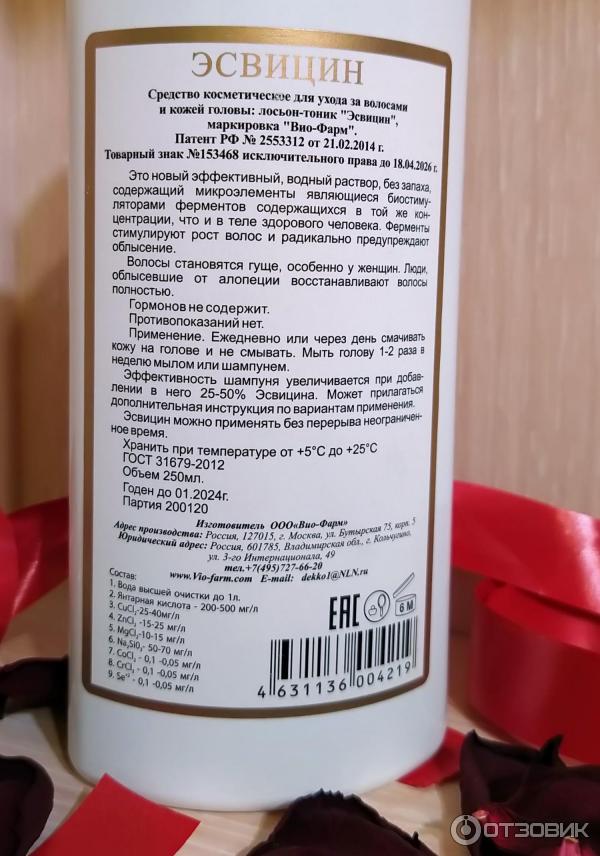 ЭСВИЦИН
Средство косметическое для ухода за волосами
и кожей головы: лосьон-тоник "Эсвицин",
маркировка "Вио-Фарм".
Патент РФ № 2553312 от 21.02.2014 г.
Товарный знак №153468 исключительного права до 18.04.2026 г.
Это новый эффективный, водный раствор, без запаха,
содержащий микроэлементы являющиеся биостиму-
ляторами ферментов содержащихся в той же кон-
центрации, что и в теле здорового человека. Ферменты
стимулируют рост волос и радикально предупреждают
облысение.
Волосы становятся гуще, особенно у женщин. Люди,
облысевшие от алопеции восстанавливают волосы
полностью.
Гормонов не содержит.
Противопоказаний нет.
Применение. Ежедневно или через день смачивать
кожу на голове и не смывать. Мыть голову 1-2 раза в
неделю мылом или шампунем.
Эффективность шампуня увеличивается при добав-
лении в него 25-50% Эсвицина. Может прилагаться
дополнительная инструкция по вариантам применения.
Эсвицин можно применять без перерыва неограничен-
ное время.
Хранить при температуре от +5°С до +25°С
ГОСТ 31679-2012
Объем 250мл.
Годен до 01.2024г.
Партия 200120
Изготовитель ООО«Вио-Фарм»
Адрес производства: Россия, 127015, г. Москва, ул. Бутырская 75, корп. 5
Юридический адрес: Россия, 601785, Владимирской обл., г. Кольчугино,
ул. 3-го Интернационала, 49
тел.+7(495)727-66-20
www.Vio-farm.com E-mail: dekko1@NLN.ru
Состав:
1. Вода высшей очистки до 1л.
2. Янтарная кислота - 200-500 мг/л
3. CuCl₂-25-40мг/л
4. ZnCl₂ -15-25 мг/л
5. MgCl₂-10-15 мг/л
6. Na₂SiO₃- 50-70 мг/л
7. CoCl₂ - 0,1 -0,05 мг/л
8. CrCl₃ - 0,1 -0,05 мг/л
9. Se⁺² - 0,1 -0,05 мг/л
ЕАС
6 М
4 631136 004219
ОТЗОВИК